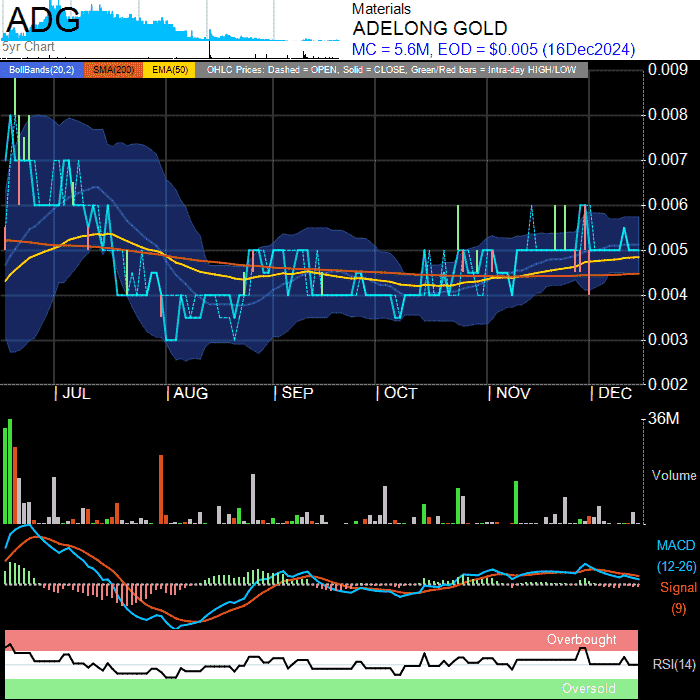 ADG
5yr Chart
Materials
ADELONG GOLD
MC = 5.6M, EOD = $0.005 (16Dec2024)
BollBands(20,2) SMA(200) EMA(50) OHLC Prices: Dashed = OPEN, Solid = CLOSE, Green/Red bars = Intra-day HIGH/LOW
0.009
0.008
0.007
0.006
0.005
0.004
0.003
0.002
| JUL | AUG | SEP | OCT | NOV | DEC
36M
Volume
MACD
(12-26)
Signal
(9)
Overbought
RSI(14)
Oversold